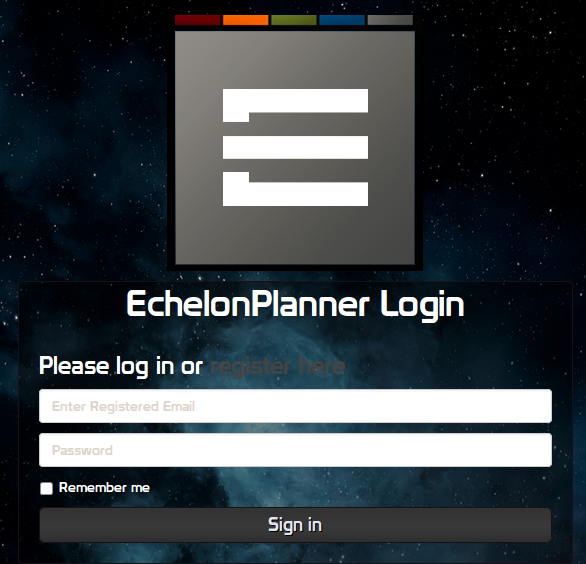 EchelonPlanner Login
Please log in or register here
Enter Registered Email
Password
Remember me
Sign in